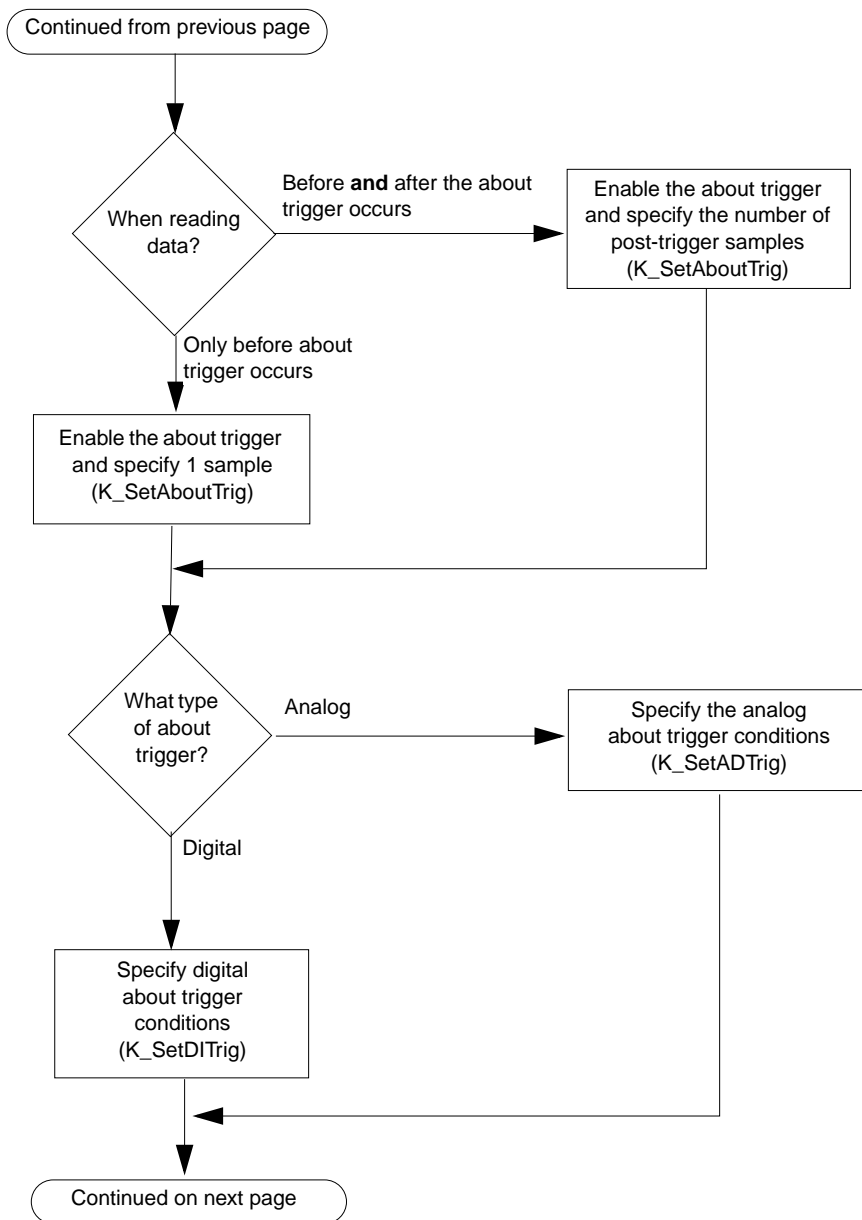 Continued from previous page
When reading
data?
Before and after the about
trigger occurs
Enable the about trigger
and specify the number of
post-trigger samples
(K_SetAboutTrig)
Only before about
trigger occurs
Enable the about trigger
and specify 1 sample
(K_SetAboutTrig)
What type
of about
trigger?
Analog
Specify the analog
about trigger conditions
(K_SetADTrig)
Digital
Specify digital
about trigger
conditions
(K_SetDITrig)
Continued on next page